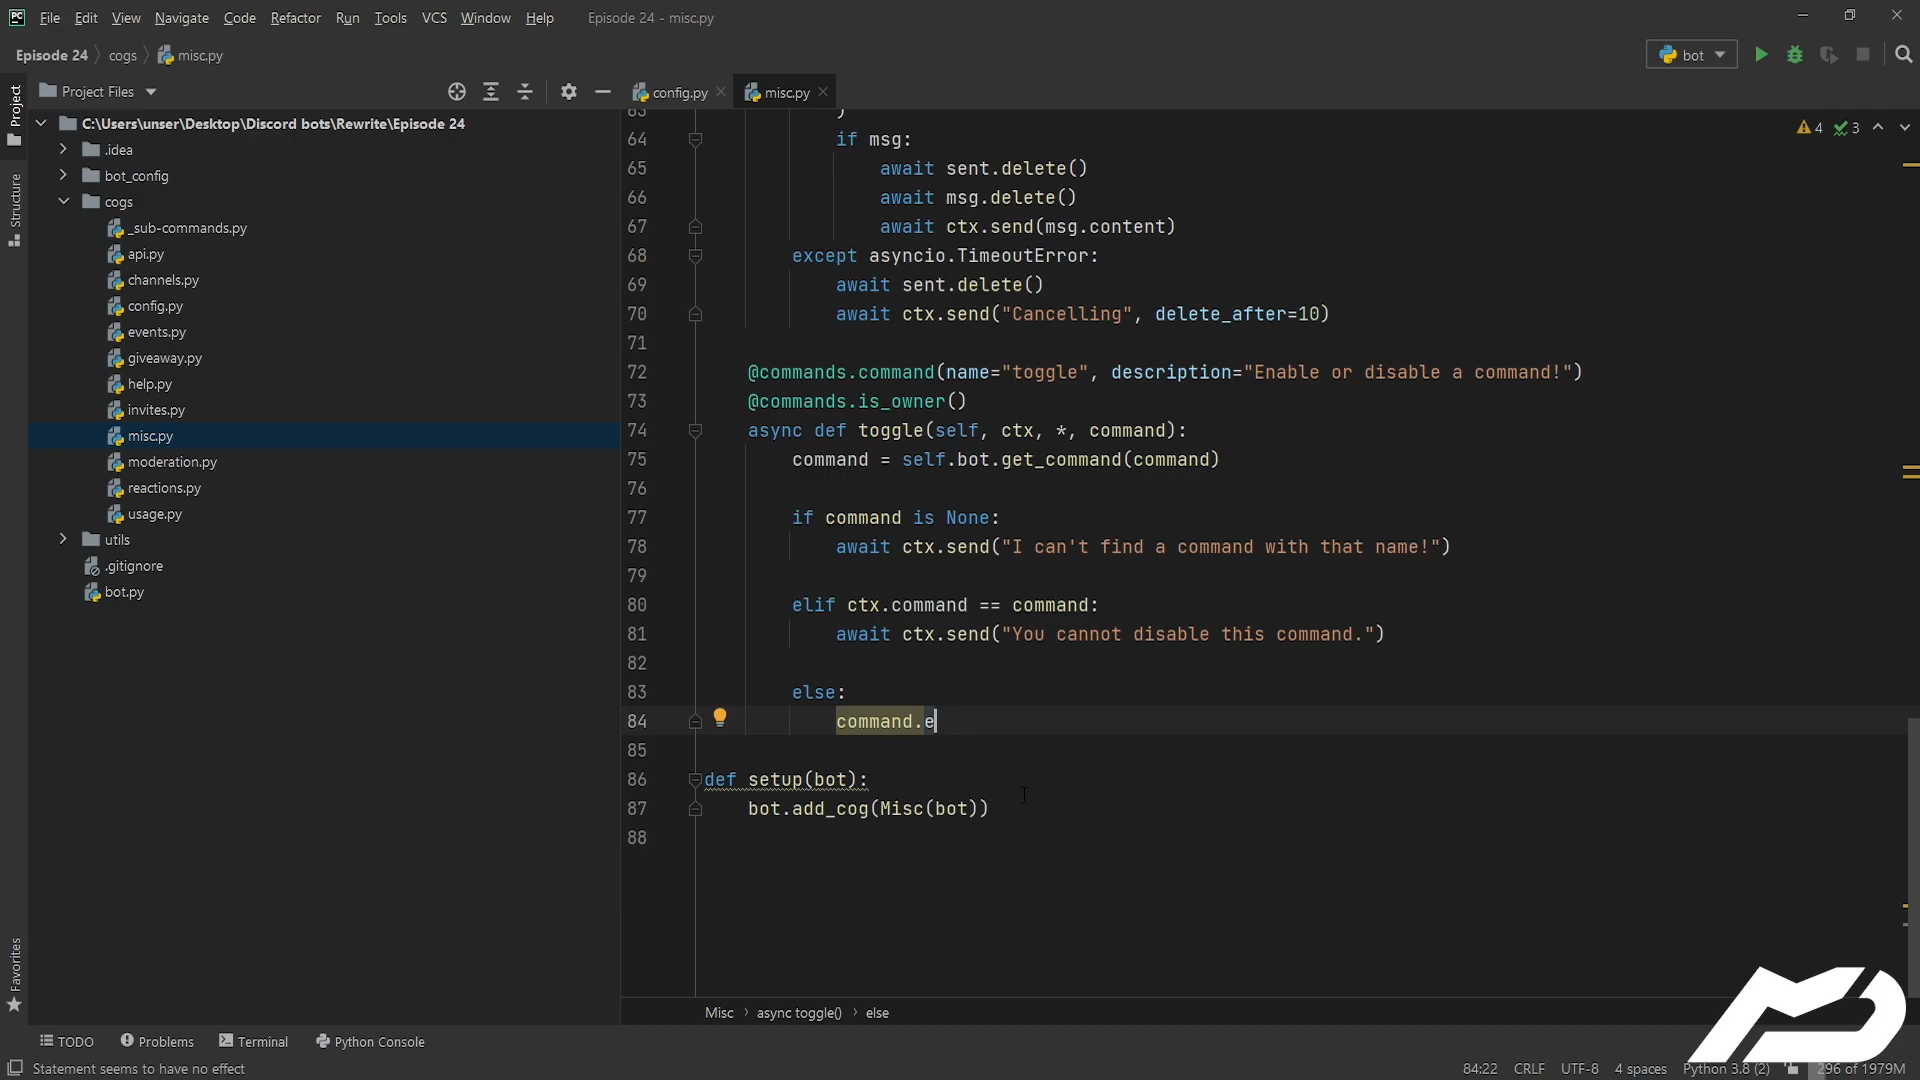 PC File Edit View Navigate Code Refactor Run Tools VCS Window Help Episode 24 - misc.py
Episode 24 cogs misc.py bot
Project Files config.py misc.py
Project
Structure
Favorites
C:\Users\unser\Desktop\Discord bots\Rewrite\Episode 24
.idea
bot_config
cogs
_sub-commands.py
api.py
channels.py
config.py
events.py
giveaway.py
help.py
invites.py
misc.py
moderation.py
reactions.py
usage.py
utils
.gitignore
bot.py
4 3
63 )
64 if msg:
65 await sent.delete()
66 await msg.delete()
67 await ctx.send(msg.content)
68 except asyncio.TimeoutError:
69 await sent.delete()
70 await ctx.send("Cancelling", delete_after=10)
71
72 @commands.command(name="toggle", description="Enable or disable a command!")
73 @commands.is_owner()
74 async def toggle(self, ctx, *, command):
75 command = self.bot.get_command(command)
76
77 if command is None:
78 await ctx.send("I can't find a command with that name!")
79
80 elif ctx.command == command:
81 await ctx.send("You cannot disable this command.")
82
83 else:
84 command.e
85
86 def setup(bot):
87 bot.add_cog(Misc(bot))
88
Misc async toggle() else
TODO Problems Terminal Python Console
Statement seems to have no effect 84:22 CRLF UTF-8 4 spaces Python 3.8 (2) 296 of 1979M